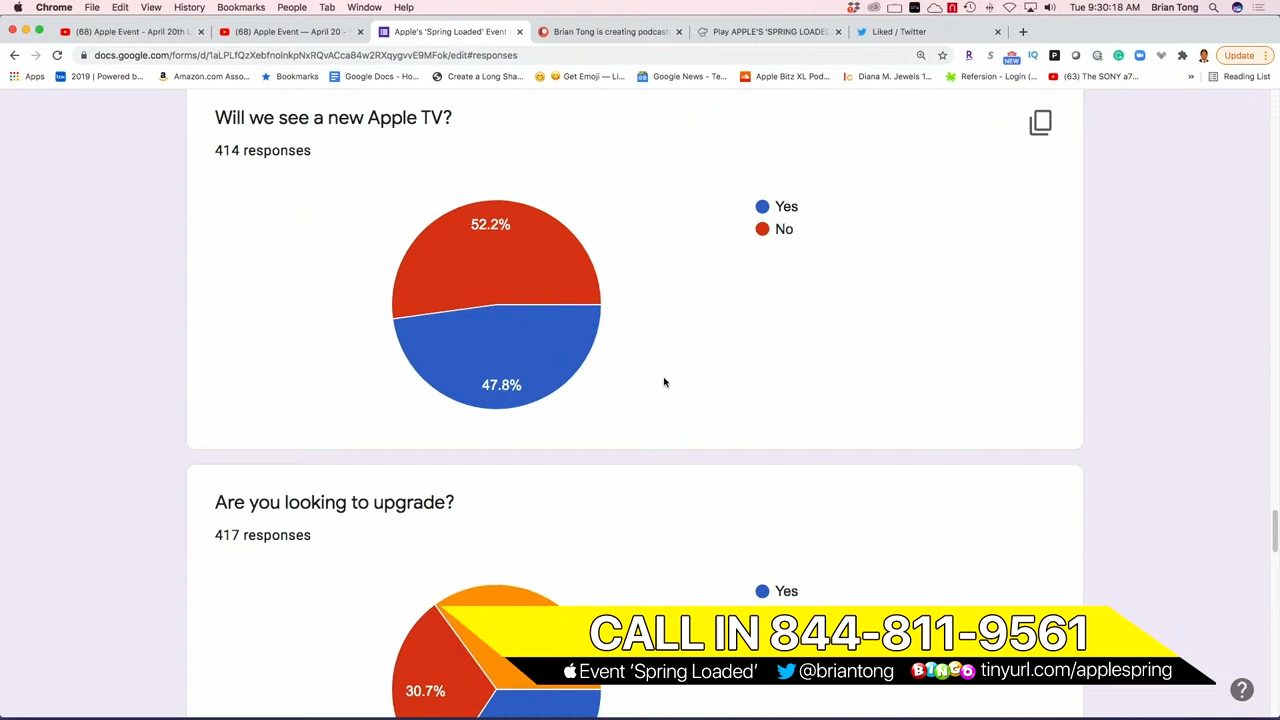 Chrome File Edit View History Bookmarks People Tab Window Help Tue 9:30:18 AM Brian Tong
(68) Apple Event - April 20th L × (68) Apple Event — April 20 - × Apple's 'Spring Loaded' Event × Brian Tong is creating podcast × Play APPLE'S 'SPRING LOADED × Liked / Twitter × +
docs.google.com/forms/d/ Update
Apps 2019 | Powered b... Amazon.com Asso... Bookmarks Google Docs - Ho... Create a Long Sha... Get Emoji — Li... Google News - Te... Apple Bitz XL Pod... Diana M. Jewels 1... Refersion - Login (... (63) The SONY a7... » Reading List
Will we see a new Apple TV?
414 responses
Yes
No
52.2%
47.8%
Are you looking to upgrade?
417 responses
Yes
30.7%
CALL IN 844-811-9561
Event 'Spring Loaded' @briantong BINGO tinyurl.com/applespring